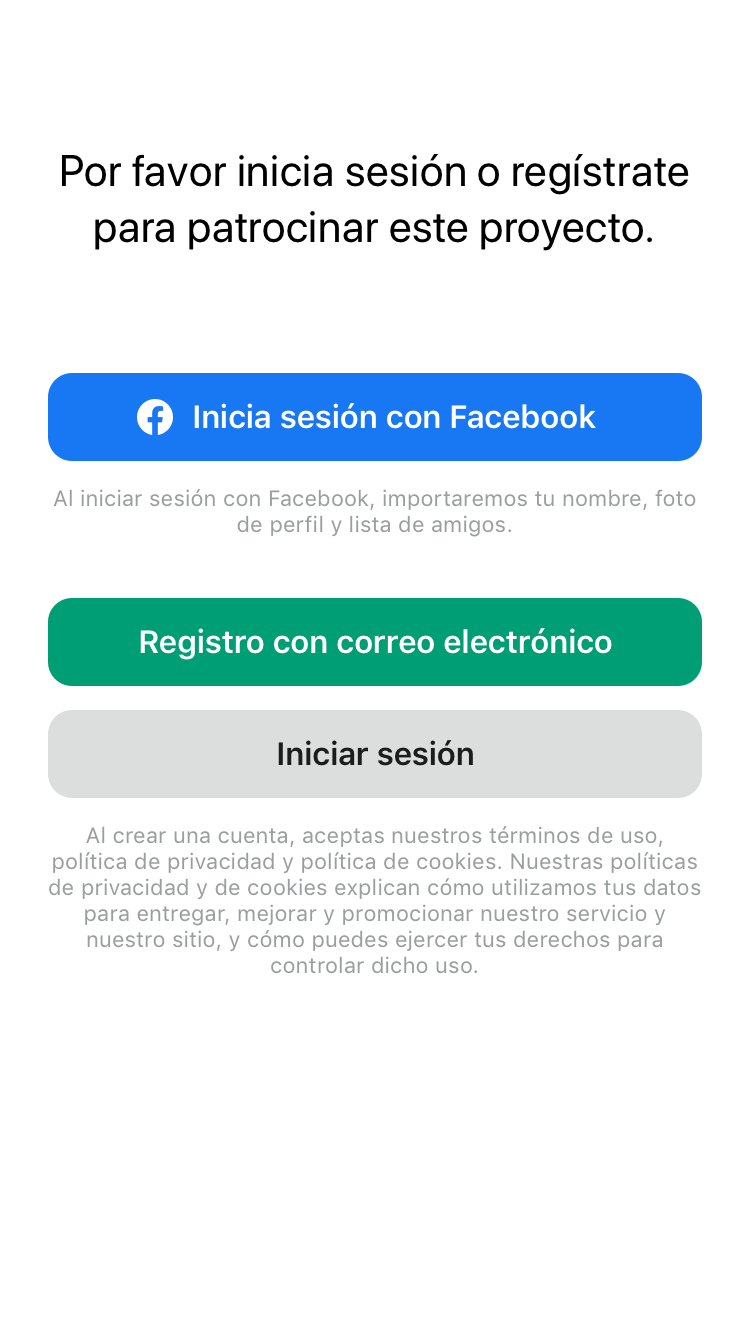 Por favor inicia sesión o regístrate
para patrocinar este proyecto.
Inicia sesión con Facebook
Al iniciar sesión con Facebook, importaremos tu nombre, foto
de perfil y lista de amigos.
Registro con correo electrónico
Iniciar sesión
Al crear una cuenta, aceptas nuestros términos de uso,
política de privacidad y política de cookies. Nuestras políticas
de privacidad y de cookies explican cómo utilizamos tus datos
para entregar, mejorar y promocionar nuestro servicio y
nuestro sitio, y cómo puedes ejercer tus derechos para
controlar dicho uso.